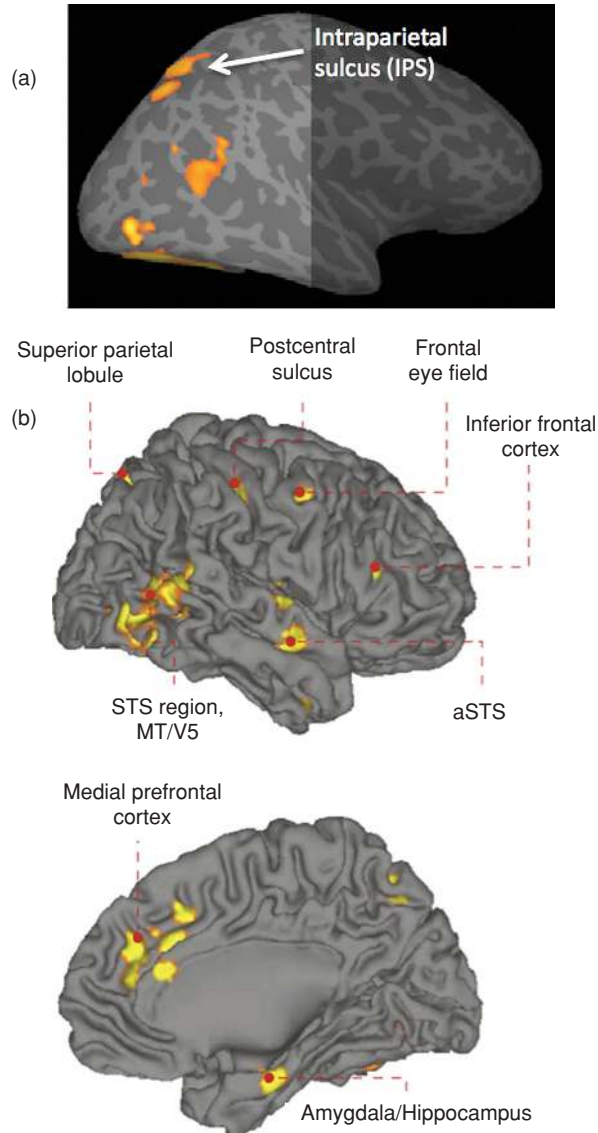 (a)
Intraparietal
sulcus (IPS)
Superior parietal
lobule
Postcentral
sulcus
Frontal
eye field
(b)
Inferior frontal
cortex
STS region,
MT/V5
aSTS
Medial prefrontal
cortex
Amygdala/Hippocampus